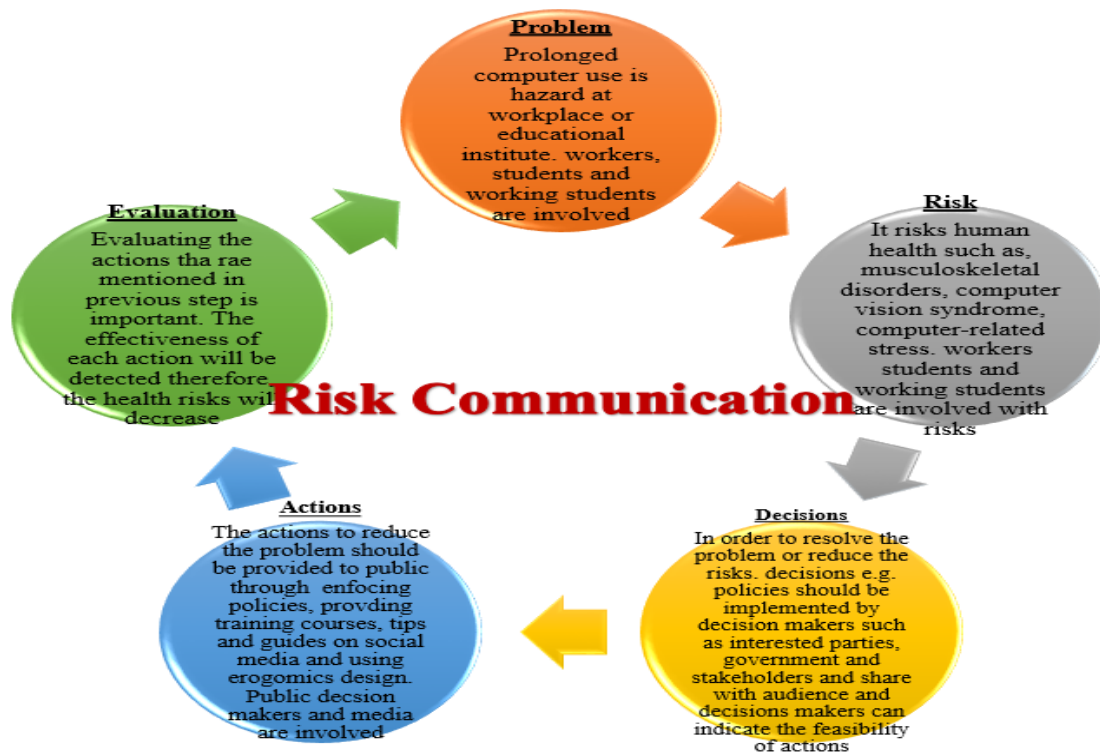 Problem
Prolonged
computer use is
hazard at
workplace or
educational
institute. workers,
students and
working students
are involved
Risk
It risks human
health such as,
musculoskeletal
disorders, computer
vision syndrome,
computer-related
stress. workers
students and
working students
are involved with
risks
Decisions
In order to resolve the
problem or reduce the
risks. decisions e.g.
policies should be
implemented by
decision makers such
as interested parties,
government and
stakeholders and share
with audience and
decisions makers can
indicate the feasibility
of actions
Actions
The actions to reduce
the problem should
be provided to public
through enfocing
policies, provding
training courses, tips
and guides on social
media and using
erogomics design.
Public decsion
makers and media
are involved
Evaluation
Evaluating the
actions tha rae
mentioned in
previous step is
important. The
effectiveness of
each action will be
detected therefore
the health risks will
decrease
Risk Communication